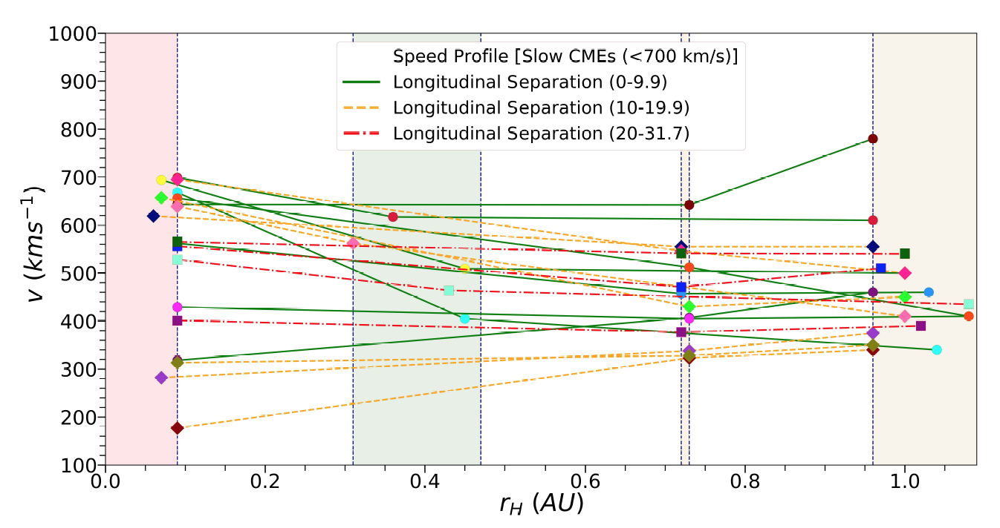 1000
900
800
700
600
500
400
300
200
100
v (kms⁻¹)
Speed Profile [Slow CMEs (<700 km/s)]
Longitudinal Separation (0-9.9)
Longitudinal Separation (10-19.9)
Longitudinal Separation (20-31.7)
0.0 0.2 0.4 0.6 0.8 1.0
r_H (AU)